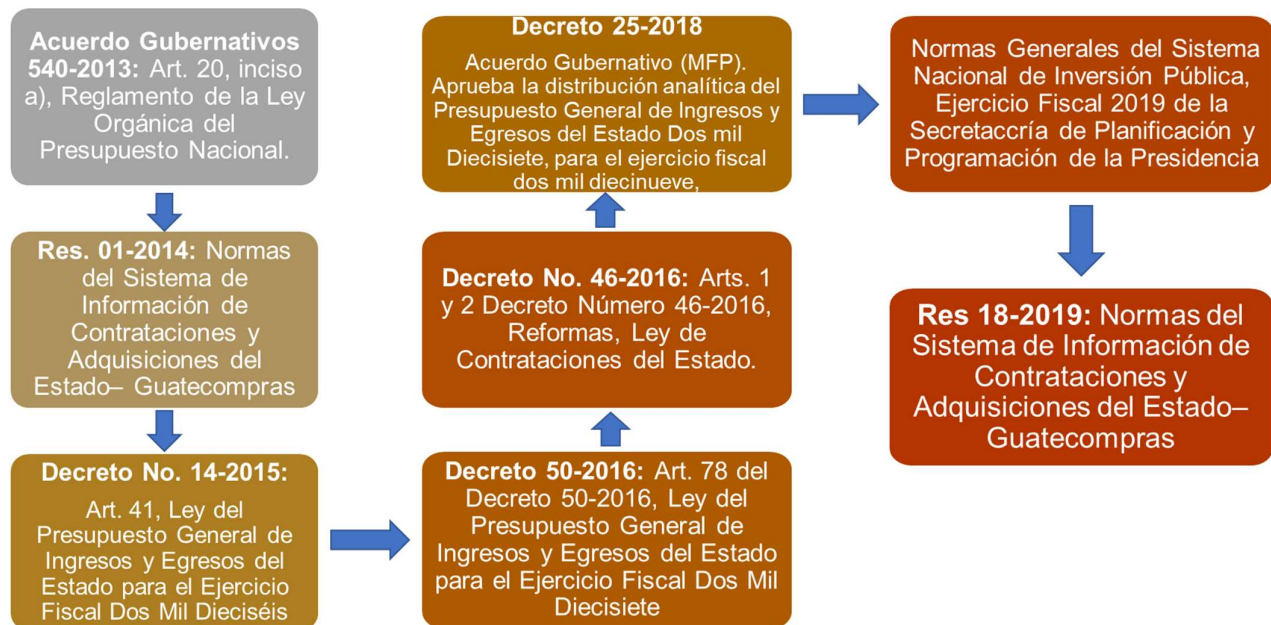 Acuerdo Gubernativos
540-2013: Art. 20, inciso
a), Reglamento de la Ley
Orgánica del
Presupuesto Nacional.
Res. 01-2014: Normas
del Sistema de
Información de
Contrataciones y
Adquisiciones del
Estado– Guatecompras
Decreto No. 14-2015:
Art. 41, Ley del
Presupuesto General de
Ingresos y Egresos del
Estado para el Ejercicio
Fiscal Dos Mil Dieciséis
Decreto 50-2016: Art. 78 del
Decreto 50-2016, Ley del
Presupuesto General de
Ingresos y Egresos del Estado
para el Ejercicio Fiscal Dos Mil
Diecisiete
Decreto No. 46-2016: Arts. 1
y 2 Decreto Número 46-2016,
Reformas, Ley de
Contrataciones del Estado.
Decreto 25-2018
Acuerdo Gubernativo (MFP).
Aprueba la distribución analítica del
Presupuesto General de Ingresos y
Egresos del Estado Dos mil
Diecisiete, para el ejercicio fiscal
dos mil diecinueve,
Normas Generales del Sistema
Nacional de Inversión Pública,
Ejercicio Fiscal 2019 de la
Secretaccría de Planificación y
Programación de la Presidencia
Res 18-2019: Normas del
Sistema de Información de
Contrataciones y
Adquisiciones del Estado–
Guatecompras